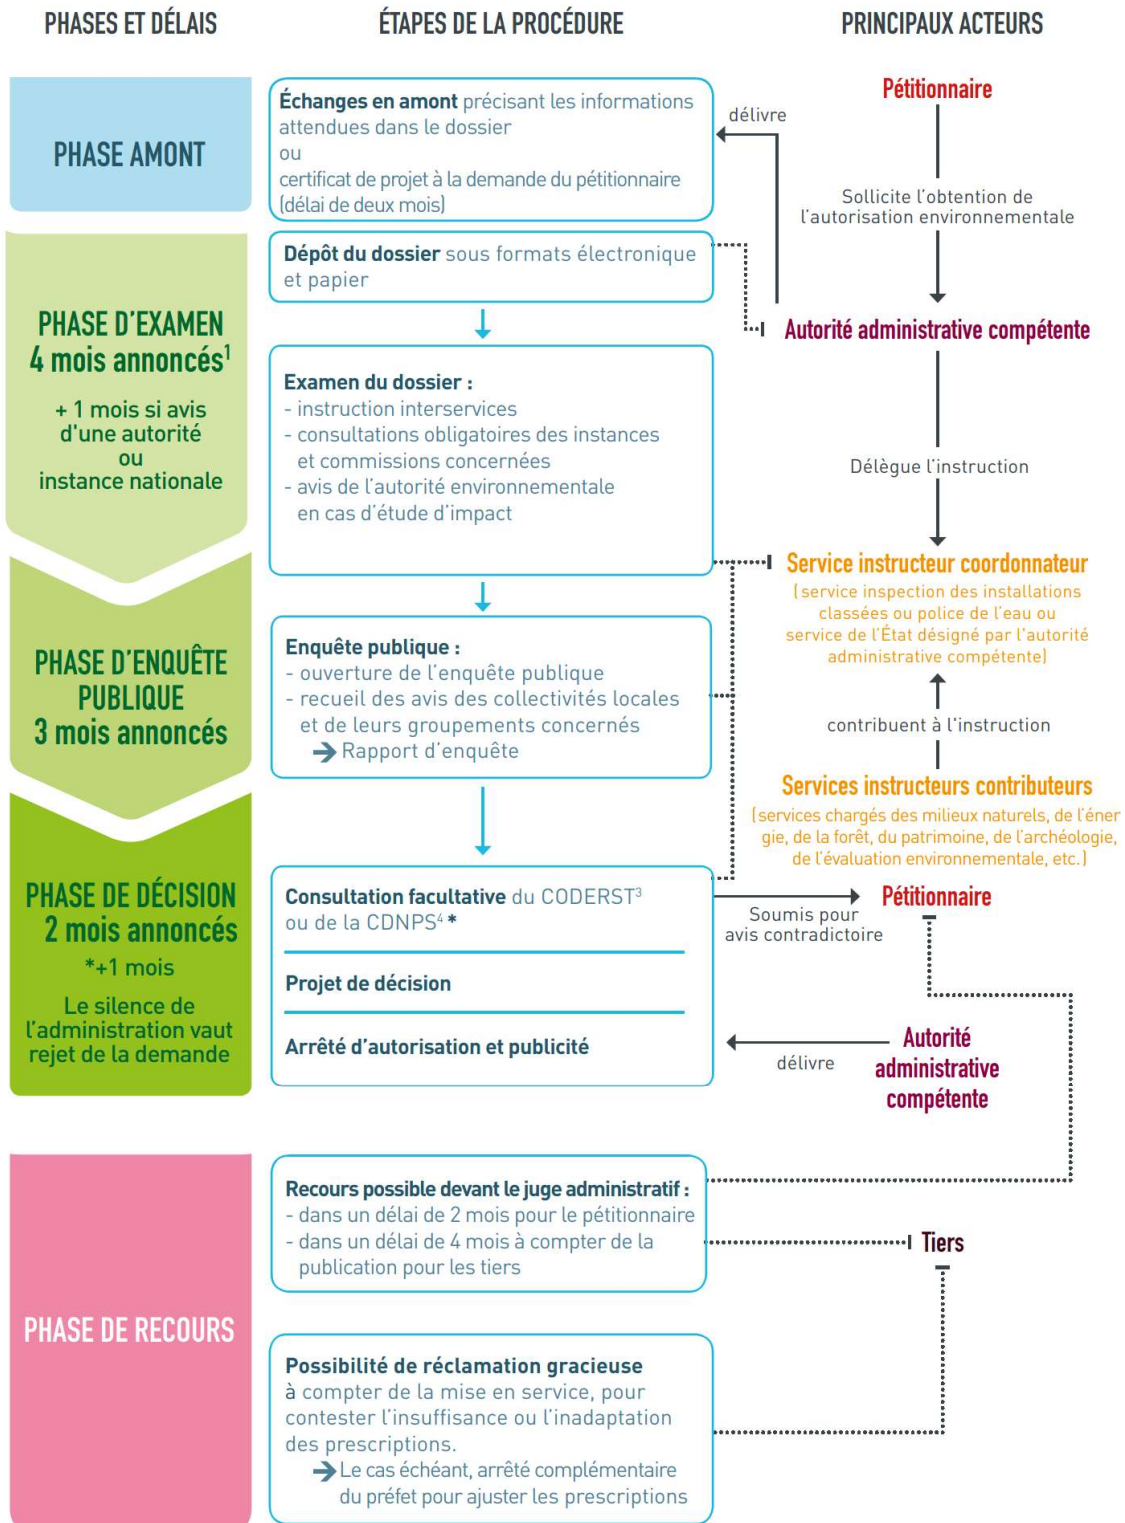 PHASES ET DÉLAIS
ÉTAPES DE LA PROCÉDURE
PRINCIPAUX ACTEURS
PHASE AMONT
Échanges en amont précisant les informations
attendues dans le dossier
ou
certificat de projet à la demande du pétitionnaire
(délai de deux mois)
délivre
Pétitionnaire
Sollicite l'obtention de
l'autorisation environnementale
PHASE D'EXAMEN
4 mois annoncés¹
+ 1 mois si avis
d'une autorité
ou
instance nationale
Dépôt du dossier sous formats électronique
et papier
Autorité administrative compétente
Examen du dossier :
- instruction interservices
- consultations obligatoires des instances
et commissions concernées
- avis de l'autorité environnementale
en cas d'étude d'impact
Délègue l'instruction
Service instructeur coordonnateur
(service inspection des installations
classées ou police de l'eau ou
service de l'État désigné par l'autorité
administrative compétente)
PHASE D'ENQUÊTE
PUBLIQUE
3 mois annoncés
Enquête publique :
- ouverture de l'enquête publique
- recueil des avis des collectivités locales
et de leurs groupements concernés
➔ Rapport d'enquête
contribuent à l'instruction
Services instructeurs contributeurs
(services chargés des milieux naturels, de l'éner
gie, de la forêt, du patrimoine, de l'archéologie,
de l'évaluation environnementale, etc.)
PHASE DE DÉCISION
2 mois annoncés
*+1 mois
Le silence de
l'administration vaut
rejet de la demande
Consultation facultative du CODERST³
ou de la CDNPS⁴ *
Projet de décision
Arrêté d'autorisation et publicité
Soumis pour
avis contradictoire
Pétitionnaire
délivre
Autorité
administrative
compétente
PHASE DE RECOURS
Recours possible devant le juge administratif :
- dans un délai de 2 mois pour le pétitionnaire
- dans un délai de 4 mois à compter de la
publication pour les tiers
Tiers
Possibilité de réclamation gracieuse
à compter de la mise en service, pour
contester l'insuffisance ou l'inadaptation
des prescriptions.
➔ Le cas échéant, arrêté complémentaire
du préfet pour ajuster les prescriptions